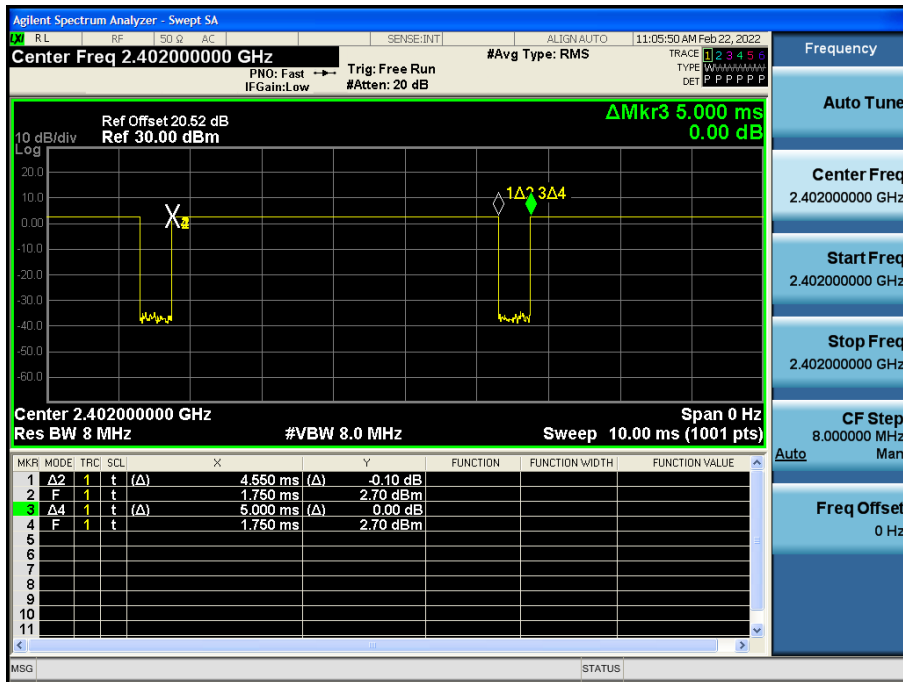 Agilent Spectrum Analyzer - Swept SA
LXI RL RF 50 Ω AC SENSE:INT ALIGN AUTO 11:05:50 AM Feb 22, 2022
Center Freq 2.402000000 GHz #Avg Type: RMS TRACE 1 2 3 4 5 6
PNO: Fast Trig: Free Run TYPE
IFGain:Low #Atten: 20 dB DET P P P P P P
Frequency
Auto Tune
Center Freq
2.402000000 GHz
Start Freq
2.402000000 GHz
Stop Freq
2.402000000 GHz
CF Step
8.000000 MHz
Auto Man
Freq Offset
0 Hz
ΔMkr3 5.000 ms
0.00 dB
Ref Offset 20.52 dB
10 dB/div Ref 30.00 dBm
Log
20.0
10.0
0.00
-10.0
-20.0
-30.0
-40.0
-50.0
-60.0
1Δ2 3Δ4
Center 2.402000000 GHz Span 0 Hz
Res BW 8 MHz #VBW 8.0 MHz Sweep 10.00 ms (1001 pts)
MKR MODE TRC SCL X Y FUNCTION FUNCTION WIDTH FUNCTION VALUE
1 Δ2 1 t (Δ) 4.550 ms (Δ) -0.10 dB
2 F 1 t 1.750 ms 2.70 dBm
3 Δ4 1 t (Δ) 5.000 ms (Δ) 0.00 dB
4 F 1 t 1.750 ms 2.70 dBm
5
6
7
8
9
10
11
MSG STATUS